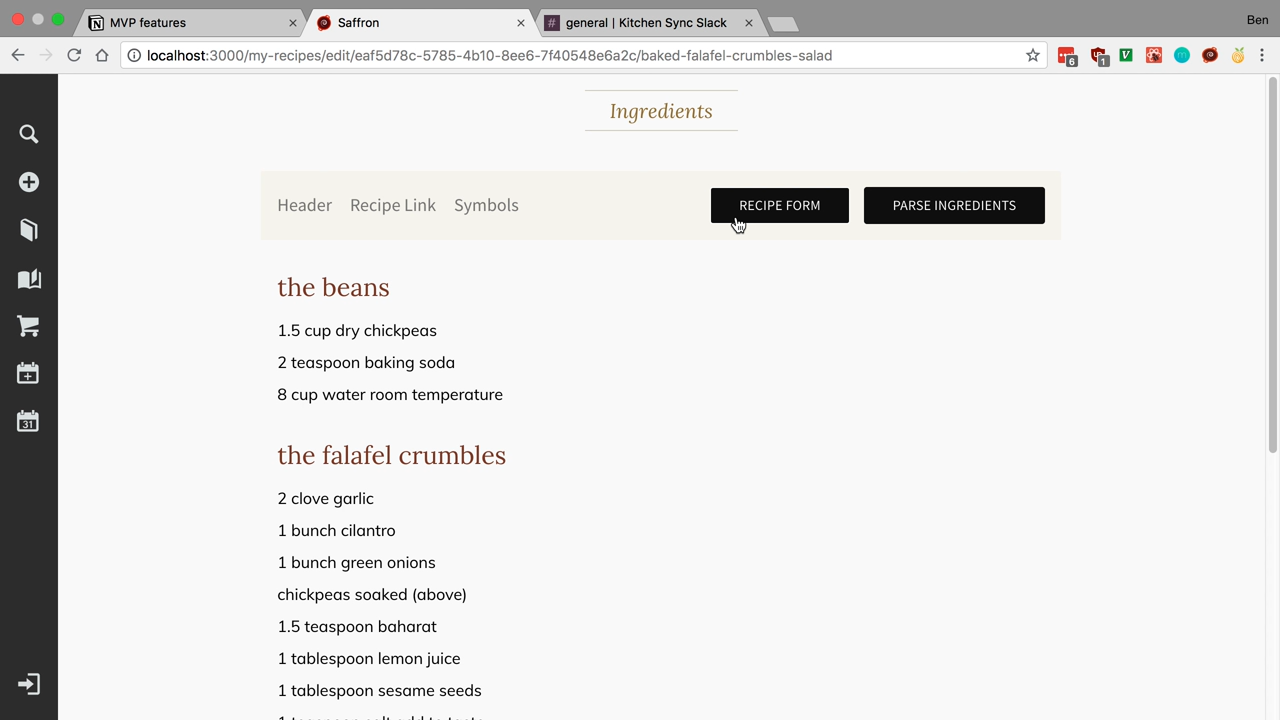 MVP features
Saffron
general | Kitchen Sync Slack
Ben
localhost:3000/my-recipes/edit/eaf5d78c-5785-4b10-8ee6-7f40548e6a2c/baked-falafel-crumbles-salad
6
1
Ingredients
Header Recipe Link Symbols RECIPE FORM PARSE INGREDIENTS
the beans
1.5 cup dry chickpeas
2 teaspoon baking soda
8 cup water room temperature
31
the falafel crumbles
2 clove garlic
1 bunch cilantro
1 bunch green onions
chickpeas soaked (above)
1.5 teaspoon baharat
1 tablespoon lemon juice
1 tablespoon sesame seeds